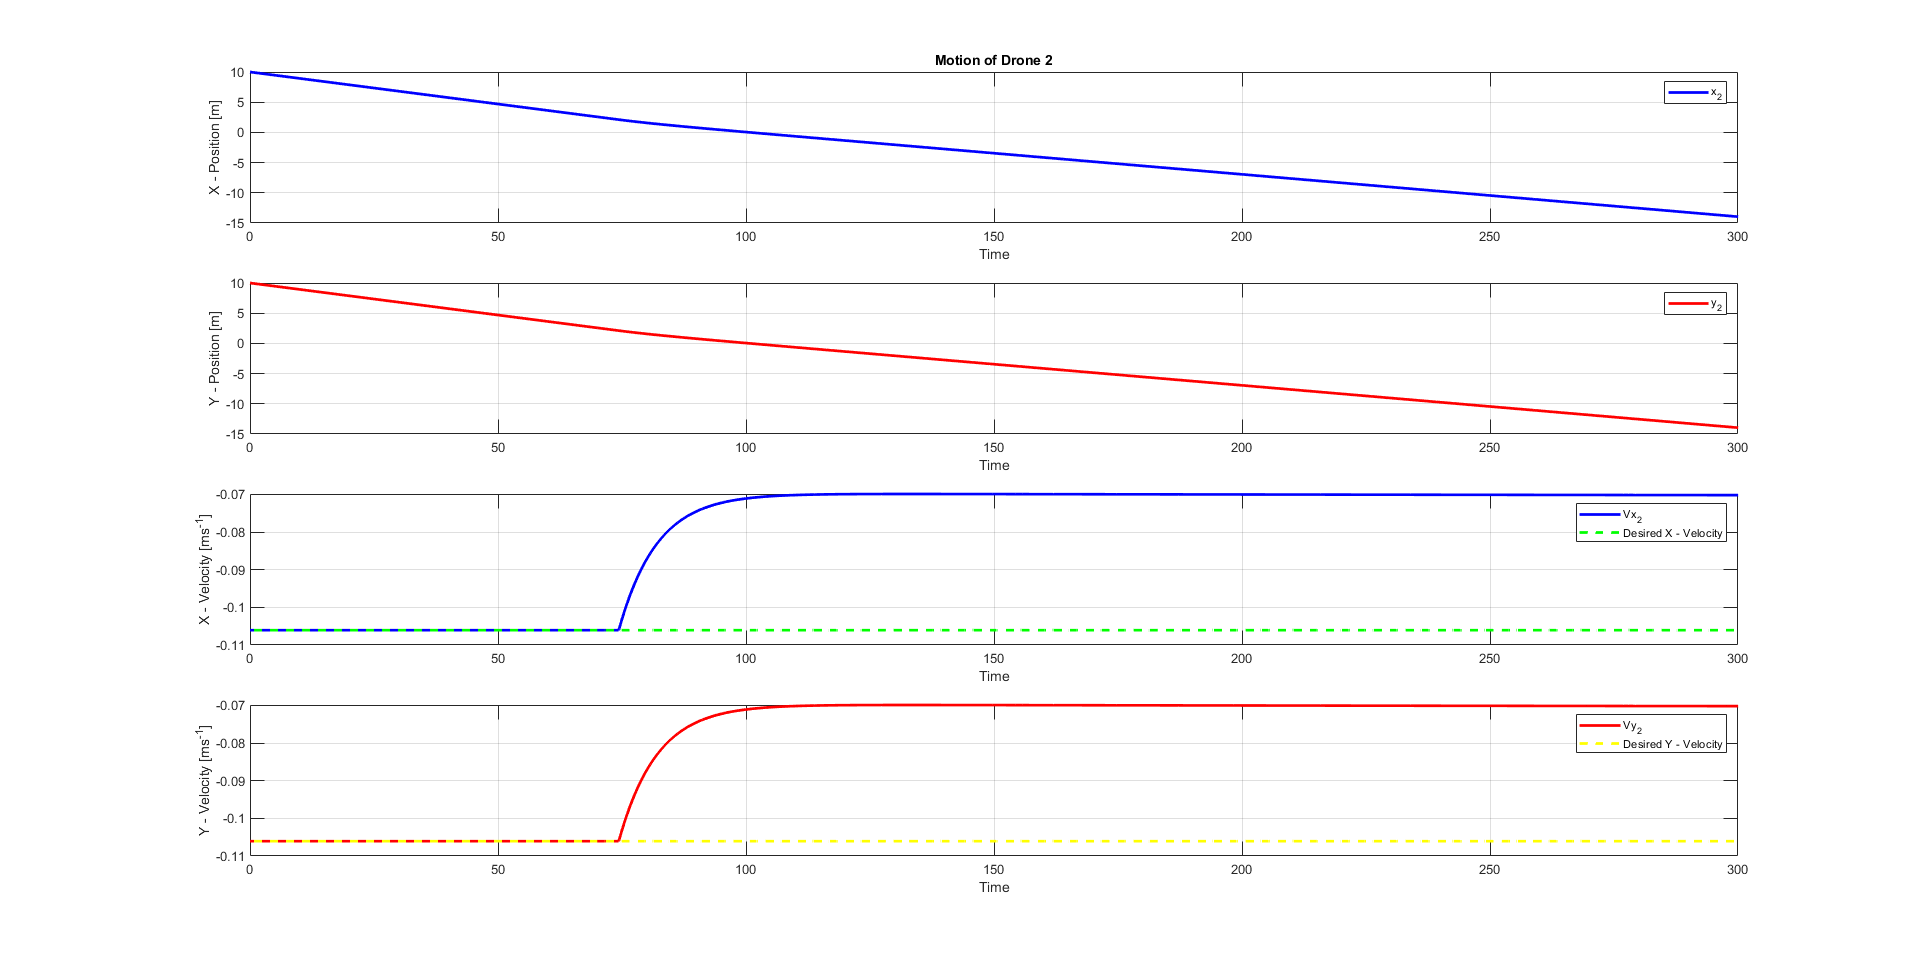 Motion of Drone 2
X - Position [m]
10
5
0
-5
-10
-15
x2
0 50 100 150 200 250 300
Time
Y - Position [m]
10
5
0
-5
-10
-15
y2
0 50 100 150 200 250 300
Time
X - Velocity [ms-1]
-0.07
-0.08
-0.09
-0.1
-0.11
Vx2
Desired X - Velocity
0 50 100 150 200 250 300
Time
Y - Velocity [ms-1]
-0.07
-0.08
-0.09
-0.1
-0.11
Vy2
Desired Y - Velocity
0 50 100 150 200 250 300
Time